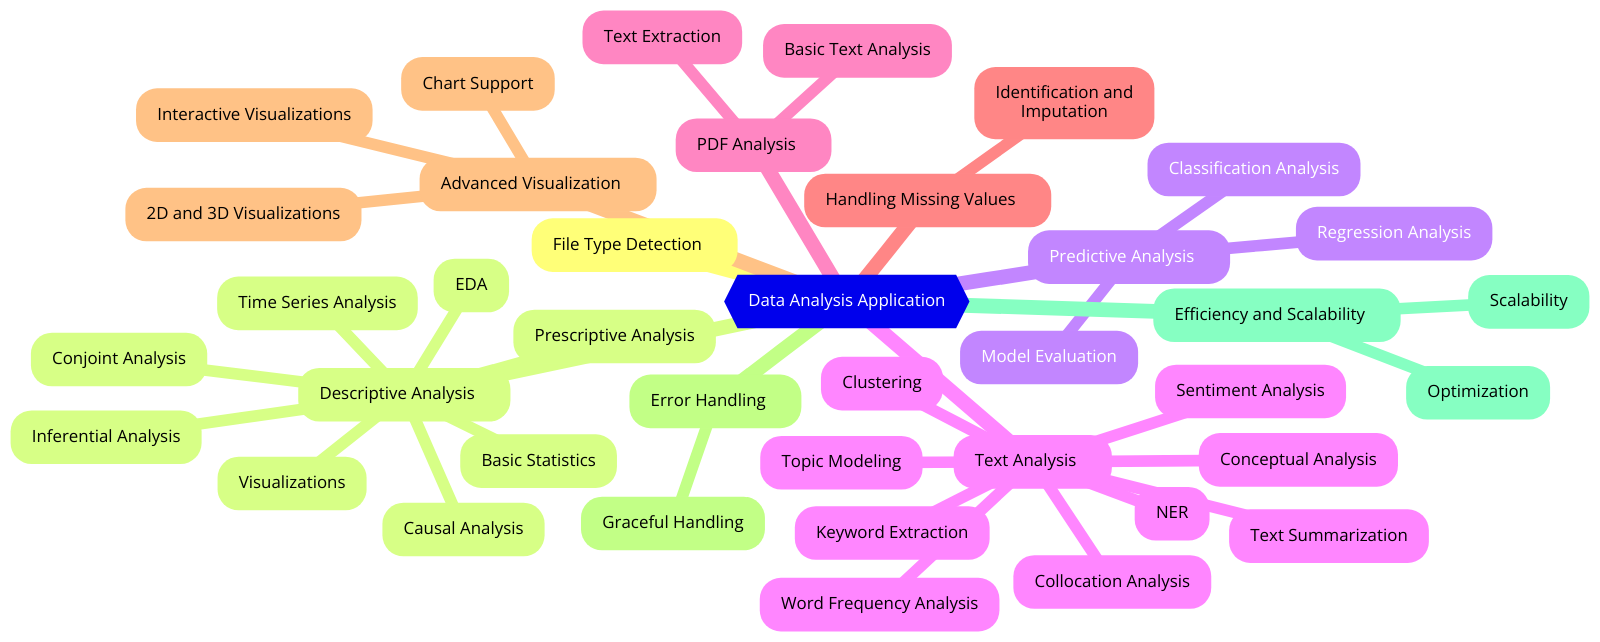 Text Extraction
Basic Text Analysis
Chart Support
Identification and
Imputation
Interactive Visualizations
PDF Analysis
Classification Analysis
Advanced Visualization
Handling Missing Values
2D and 3D Visualizations
Regression Analysis
File Type Detection
Predictive Analysis
EDA
Time Series Analysis
Data Analysis Application
Scalability
Efficiency and Scalability
Prescriptive Analysis
Conjoint Analysis
Model Evaluation
Clustering
Sentiment Analysis
Optimization
Descriptive Analysis
Error Handling
Inferential Analysis
Basic Statistics
Topic Modeling
Text Analysis
Conceptual Analysis
Visualizations
NER
Causal Analysis
Graceful Handling
Keyword Extraction
Text Summarization
Collocation Analysis
Word Frequency Analysis